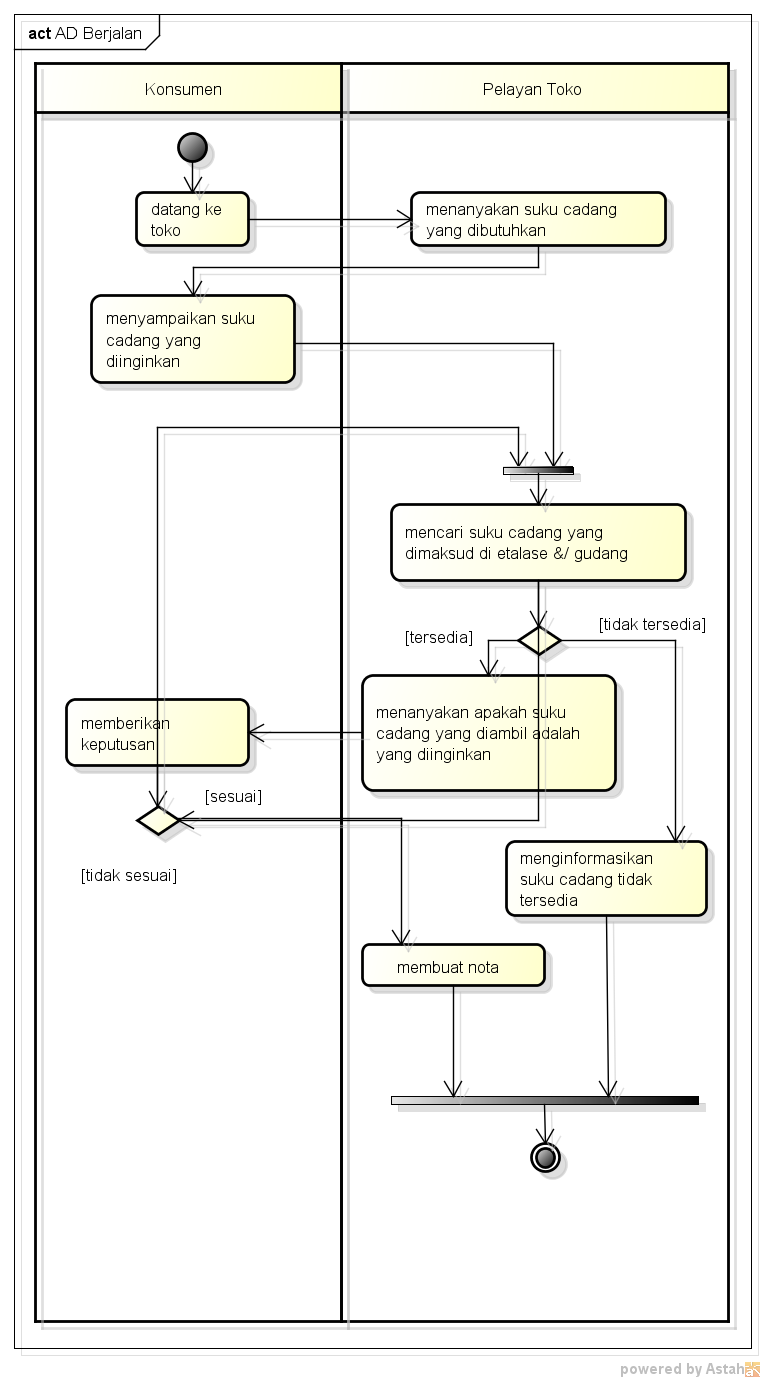 act AD Berjalan
Konsumen
Pelayan Toko
datang ke
toko
menanyakan suku cadang
yang dibutuhkan
menyampaikan suku
cadang yang
diinginkan
mencari suku cadang yang
dimaksud di etalase &/ gudang
[tersedia]
[tidak tersedia]
menanyakan apakah suku
cadang yang diambil adalah
yang diinginkan
memberikan
keputusan
[sesuai]
[tidak sesuai]
menginformasikan
suku cadang tidak
tersedia
membuat nota
powered by Astah